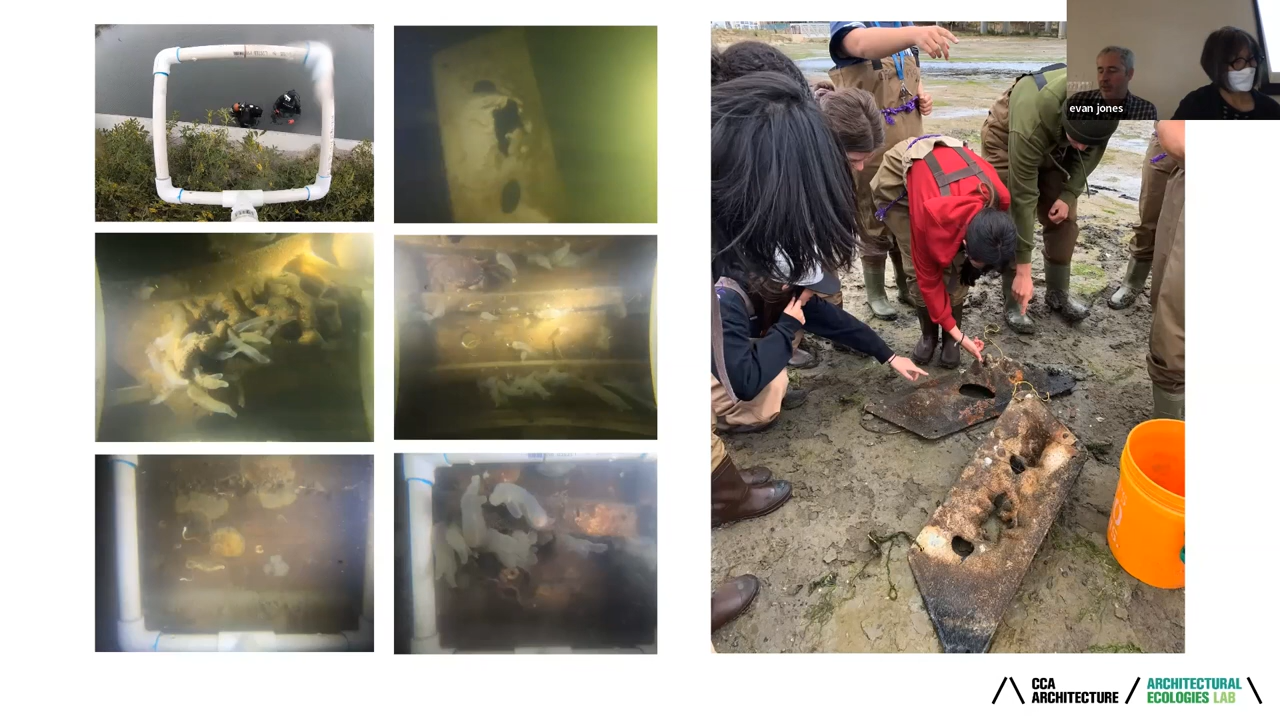 evan jones
CCA
ARCHITECTURE
ARCHITECTURAL
ECOLOGIES LAB